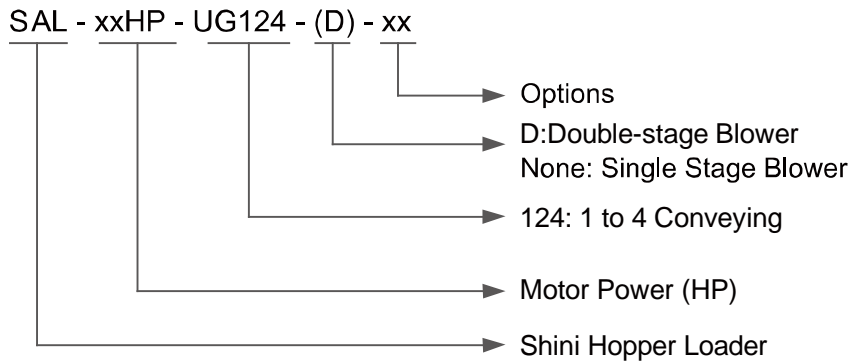 SAL - xxHP - UG124 - (D) - xx
Options
D:Double-stage Blower
None: Single Stage Blower
124: 1 to 4 Conveying
Motor Power (HP)
Shini Hopper Loader